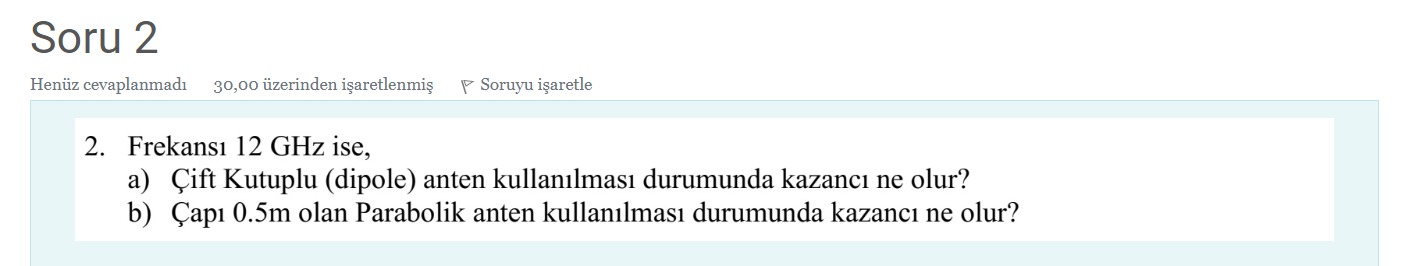 Soru 2
Henüz cevaplanmadı 30,00 üzerinden işaretlenmiş Soruyu işaretle
2. Frekansı 12 GHz ise,
a) Çift Kutuplu (dipole) anten kullanılması durumunda kazancı ne olur?
b) Çapı 0.5m olan Parabolik anten kullanılması durumunda kazancı ne olur?